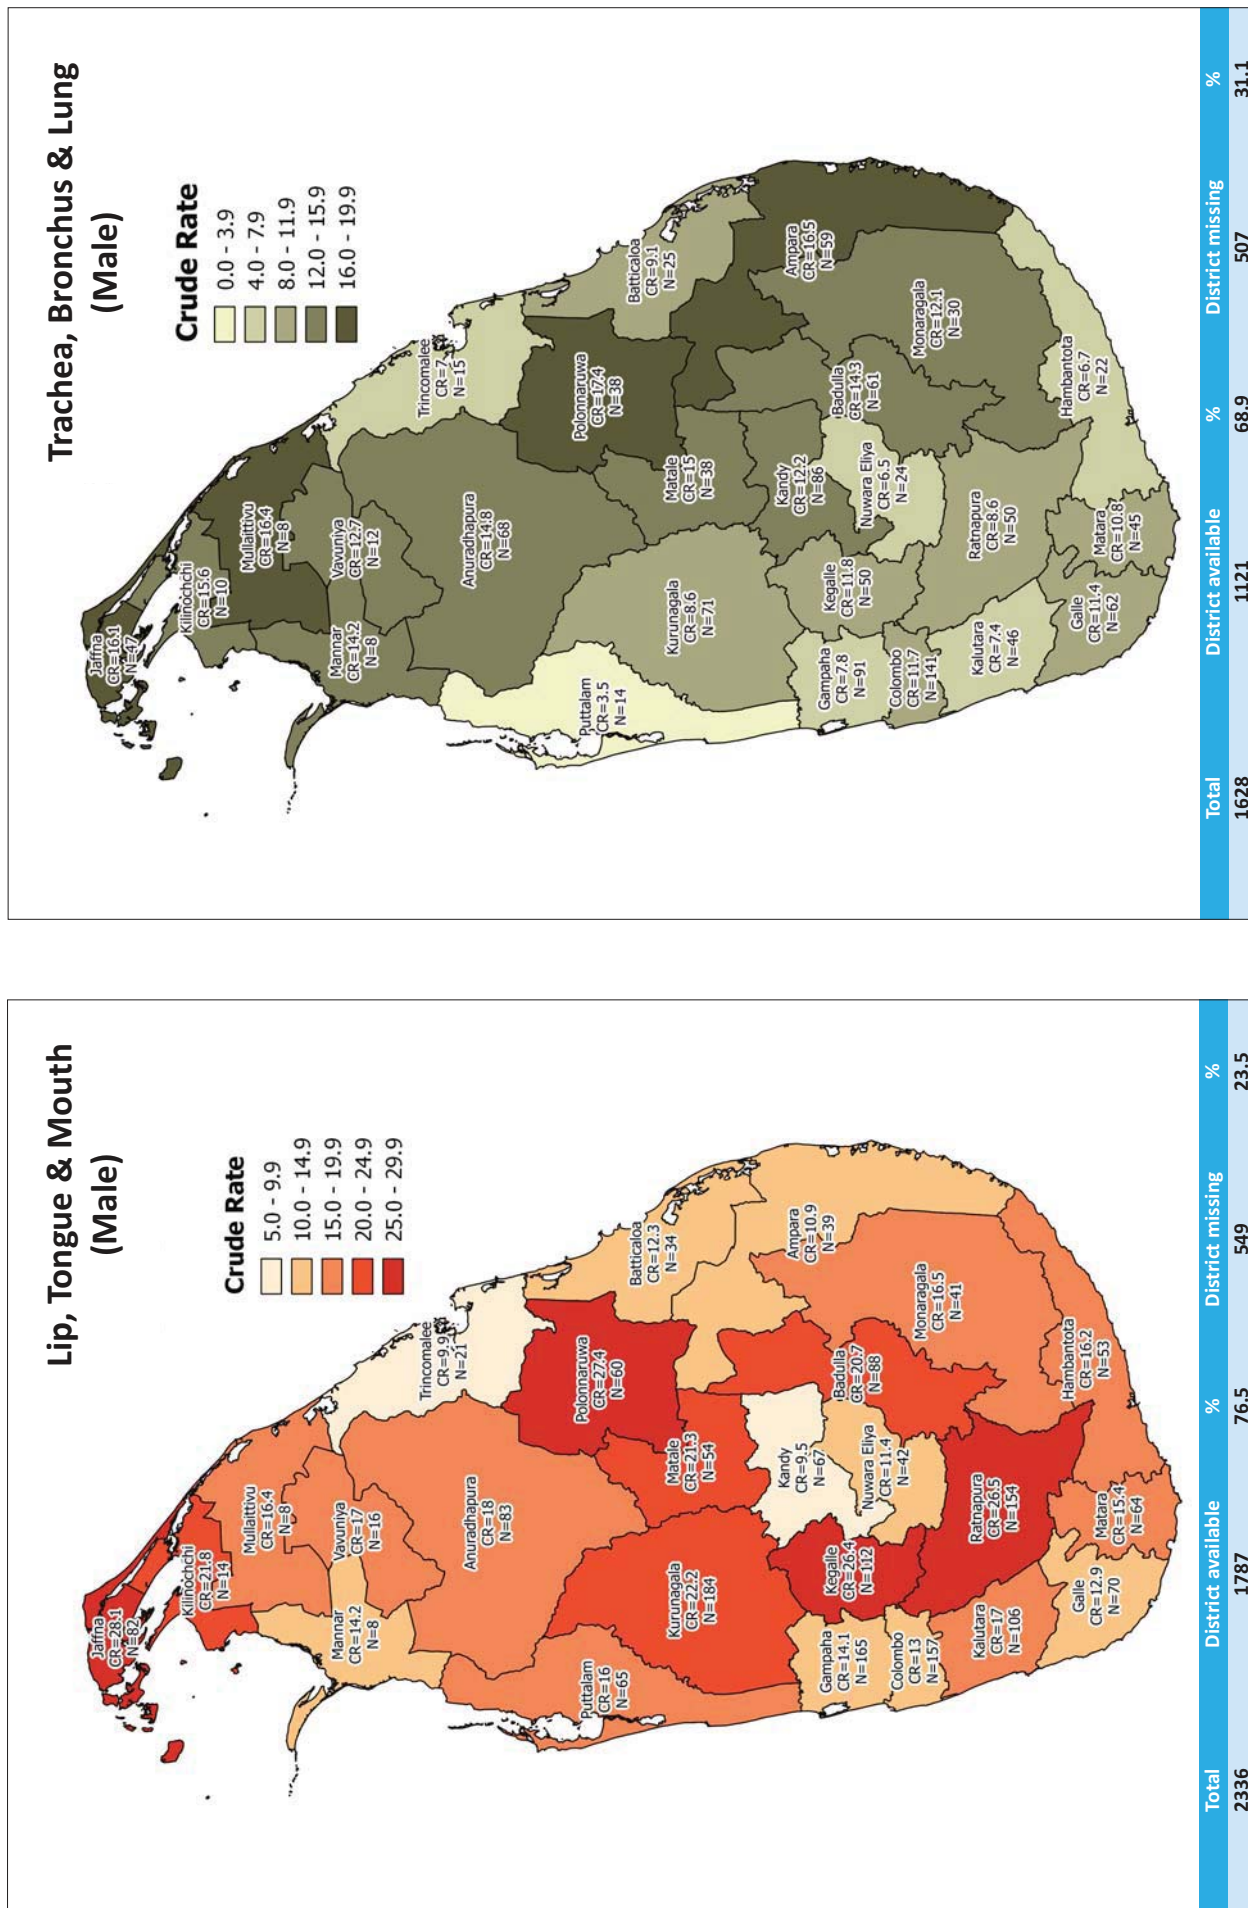 Lip, Tongue & Mouth
(Male)
Crude Rate
5.0 - 9.9
10.0 - 14.9
15.0 - 19.9
20.0 - 24.9
25.0 - 29.9
Jaffna
CR=28.1
N=82
Kilinochchi
CR=21.8
N=14
Mullaittivu
CR=16.4
N=8
Mannar
CR=14.2
N=8
Vavuniya
CR=17
N=16
Trincomalee
CR=9.9
N=21
Anuradhapura
CR=18
N=83
Puttalam
CR=16
N=65
Polonnaruwa
CR=27.4
N=60
Batticaloa
CR=12.3
N=34
Kurunagala
CR=22.2
N=184
Matale
CR=21.3
N=54
Kandy
CR=9.5
N=67
Ampara
CR=10.9
N=39
Gampaha
CR=14.1
N=165
Kegalle
CR=26.4
N=112
Nuwara Eliya
CR=11.4
N=42
Badulla
CR=20.7
N=88
Colombo
CR=13
N=157
Monaragala
CR=16.5
N=41
Kalutara
CR=17
N=106
Ratnapura
CR=26.5
N=154
Galle
CR=12.9
N=70
Matara
CR=15.4
N=64
Hambantota
CR=16.2
N=53
Total District available % District missing %
2336 1787 76.5 549 23.5
Trachea, Bronchus & Lung
(Male)
Crude Rate
0.0 - 3.9
4.0 - 7.9
8.0 - 11.9
12.0 - 15.9
16.0 - 19.9
Jaffna
CR=16.1
N=47
Kilinochchi
CR=15.6
N=10
Mullaittivu
CR=16.4
N=8
Mannar
CR=14.2
N=8
Vavuniya
CR=12.7
N=12
Trincomalee
CR=7
N=15
Anuradhapura
CR=14.8
N=68
Puttalam
CR=3.5
N=14
Polonnaruwa
CR=17.4
N=38
Batticaloa
CR=9.1
N=25
Kurunagala
CR=8.6
N=71
Matale
CR=15
N=38
Kandy
CR=12.2
N=86
Ampara
CR=16.5
N=59
Gampaha
CR=7.8
N=91
Kegalle
CR=11.8
N=50
Nuwara Eliya
CR=6.5
N=24
Badulla
CR=14.3
N=61
Colombo
CR=11.7
N=141
Monaragala
CR=12.1
N=30
Kalutara
CR=7.4
N=46
Ratnapura
CR=8.6
N=50
Galle
CR=11.4
N=62
Matara
CR=10.8
N=45
Hambantota
CR=6.7
N=22
Total District available % District missing %
1628 1121 68.9 507 31.1